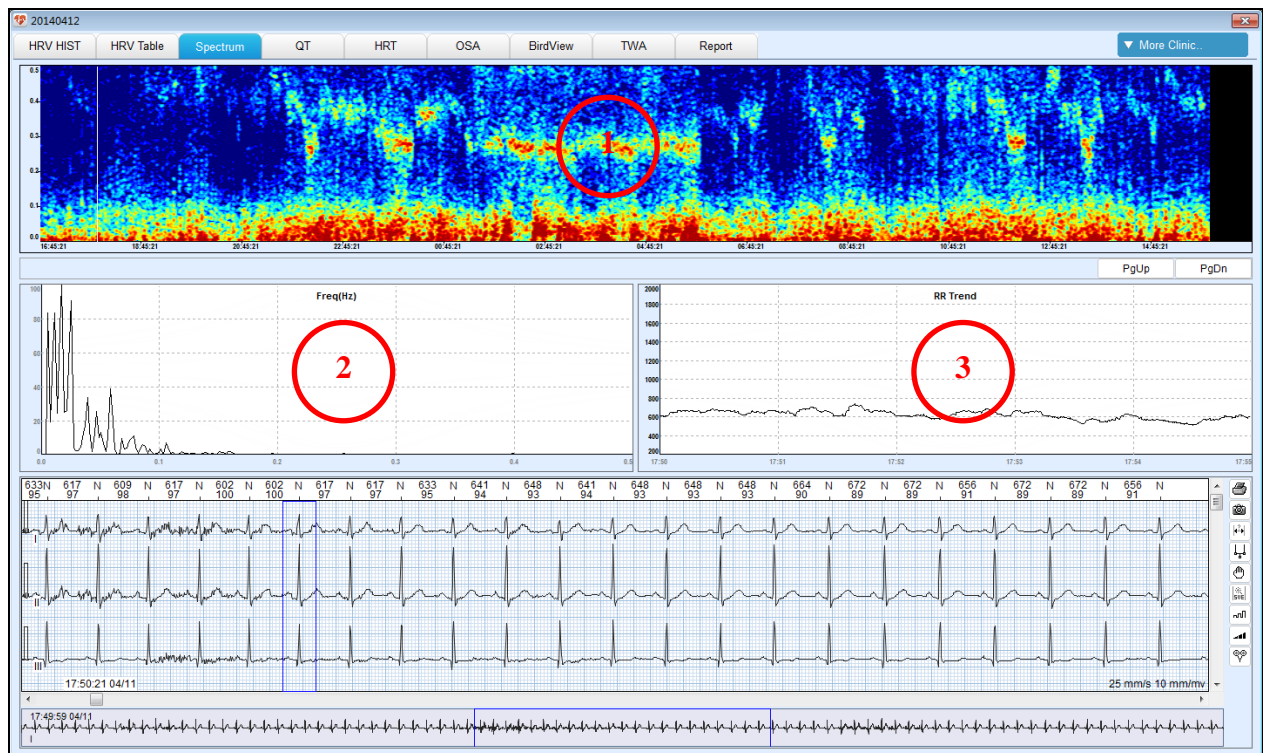 20140412
HRV HIST HRV Table Spectrum QT HRT OSA BirdView TWA Report More Clinic..
0.5
0.4
0.3
0.2
0.1
0.0
1
16:45:21 18:45:21 20:45:21 22:45:21 00:45:21 02:45:21 04:45:21 06:45:21 08:45:21 10:45:21 12:45:21 14:45:21
PgUp PgDn
Freq(Hz)
100
80
60
40
20
0
2
0.0 0.1 0.2 0.3 0.4 0.5
RR Trend
2000
1800
1600
1400
1200
1000
800
600
400
200
3
17:50 17:51 17:52 17:53 17:54 17:55
633N 617 N 609 N 617 N 602 N 602 N 617 N 617 N 633 N 641 N 648 N 641 N 648 N 648 N 648 N 664 N 672 N 672 N 656 N 672 N 672 N 656 N
95 97 98 97 100 100 97 97 95 94 93 94 93 93 93 90 89 89 91 89 89 91
I
II
III
17:50:21 04/11
25 mm/s 10 mm/mv
SVE
17:49:59 04/11
I